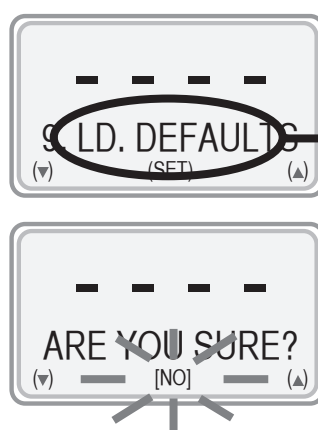 - - - -
9. LD. DEFAULTS
(▼) (SET) (▲)
- - - -
ARE YOU SURE?
(▼) [NO] (▲)